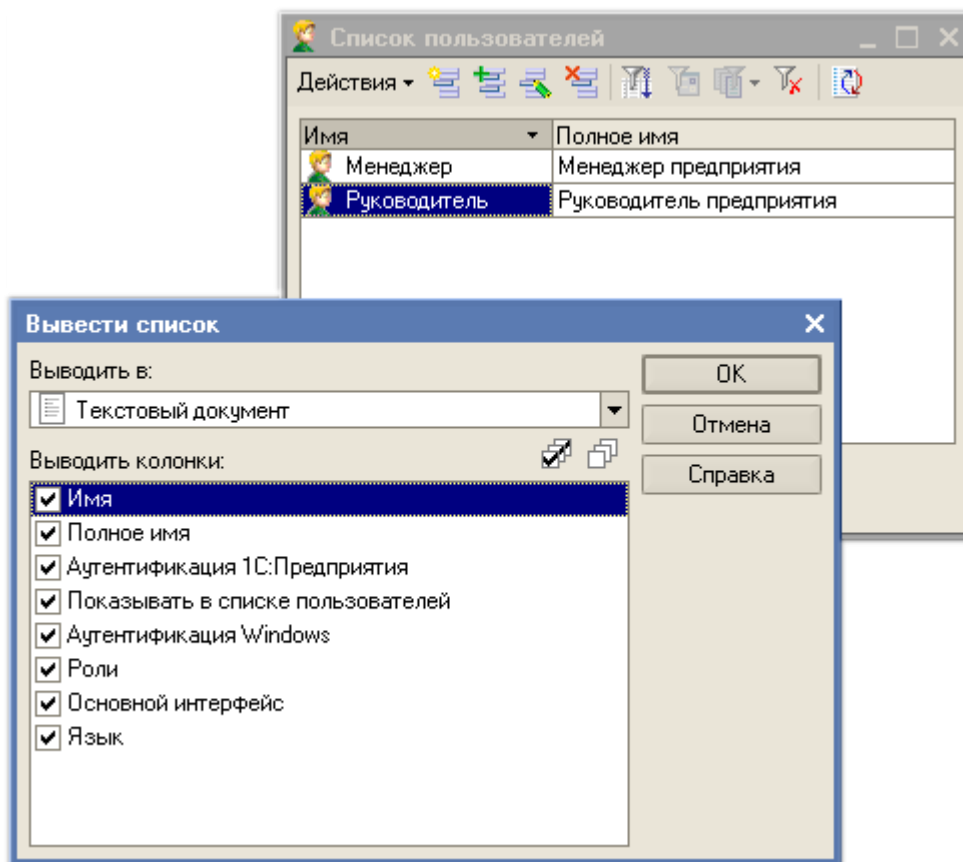 Список пользователей
Действия
Имя Полное имя
Менеджер Менеджер предприятия
Руководитель Руководитель предприятия
Вывести список
Выводить в:
Текстовый документ
Выводить колонки:
Имя
Полное имя
Аутентификация 1С:Предприятия
Показывать в списке пользователей
Аутентификация Windows
Роли
Основной интерфейс
Язык
OK
Отмена
Справка